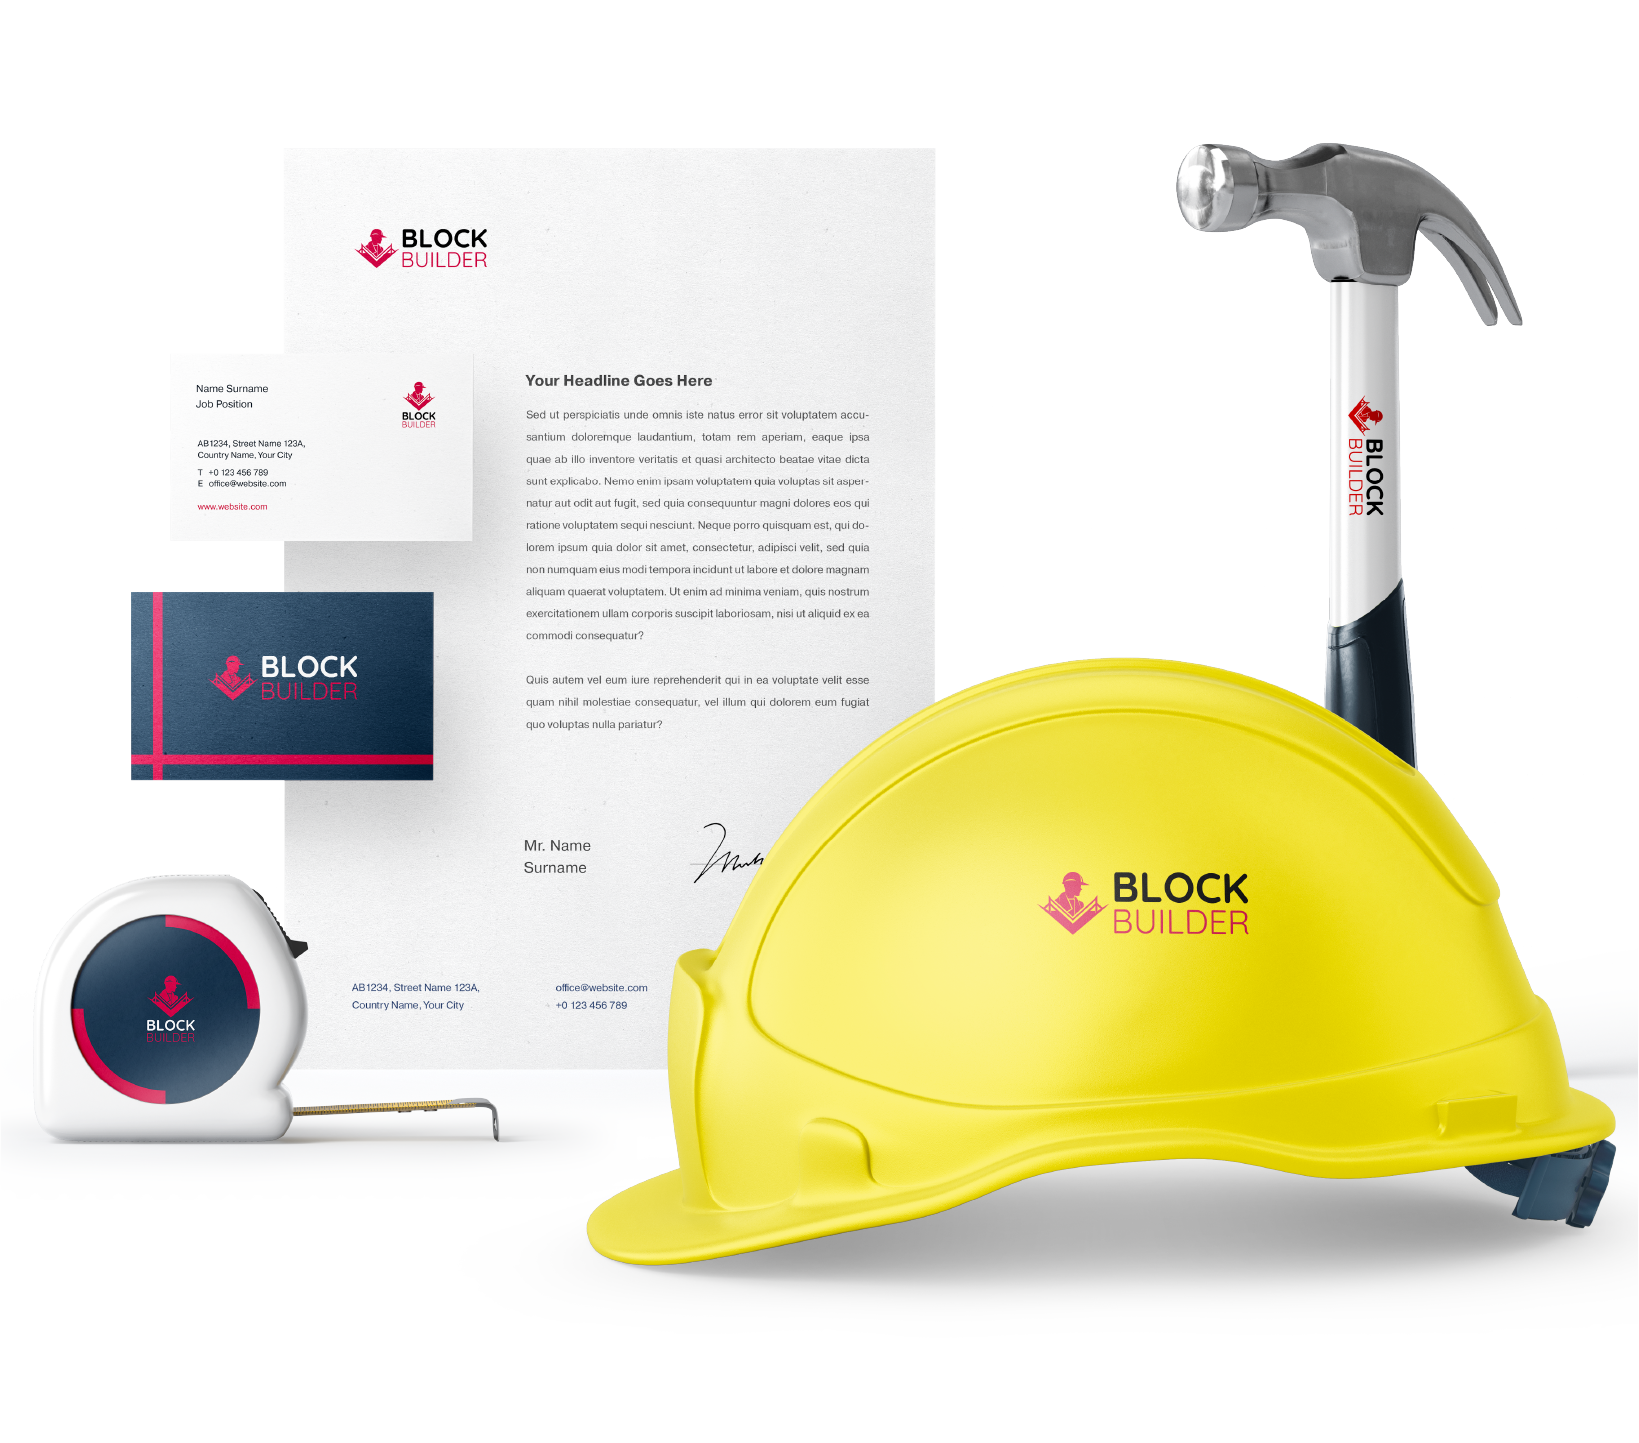 BLOCK
BUILDER
Your Headline Goes Here
Sed ut perspiciatis unde omnis iste natus error sit voluptatem accu-
santium doloremque laudantium, totam rem aperiam, eaque ipsa
quae ab illo inventore veritatis et quasi architecto beatae vitae dicta
sunt explicabo. Nemo enim ipsam voluptatem quia voluptas sit asper-
natur aut odit aut fugit, sed quia consequuntur magni dolores eos qui
ratione voluptatem sequi nesciunt. Neque porro quisquam est, qui do-
lorem ipsum quia dolor sit amet, consectetur, adipisci velit, sed quia
non numquam eius modi tempora incidunt ut labore et dolore magnam
aliquam quaerat voluptatem. Ut enim ad minima veniam, quis nostrum
exercitationem ullam corporis suscipit laboriosam, nisi ut aliquid ex ea
commodi consequatur?
Quis autem vel eum iure reprehenderit qui in ea voluptate velit esse
quam nihil molestiae consequatur, vel illum qui dolorem eum fugiat
quo voluptas nulla pariatur?
Mr. Name
Surname
AB1234, Street Name 123A,
Country Name, Your City
office@website.com
+0 123 456 789
Name Surname
Job Position
BLOCK
BUILDER
AB1234, Street Name 123A,
Country Name, Your City
T +0 123 456 789
E office@website.com
www.website.com
BLOCK
BUILDER
BLOCK
BUILDER
BLOCK
BUILDER
BLOCK
BUILDER